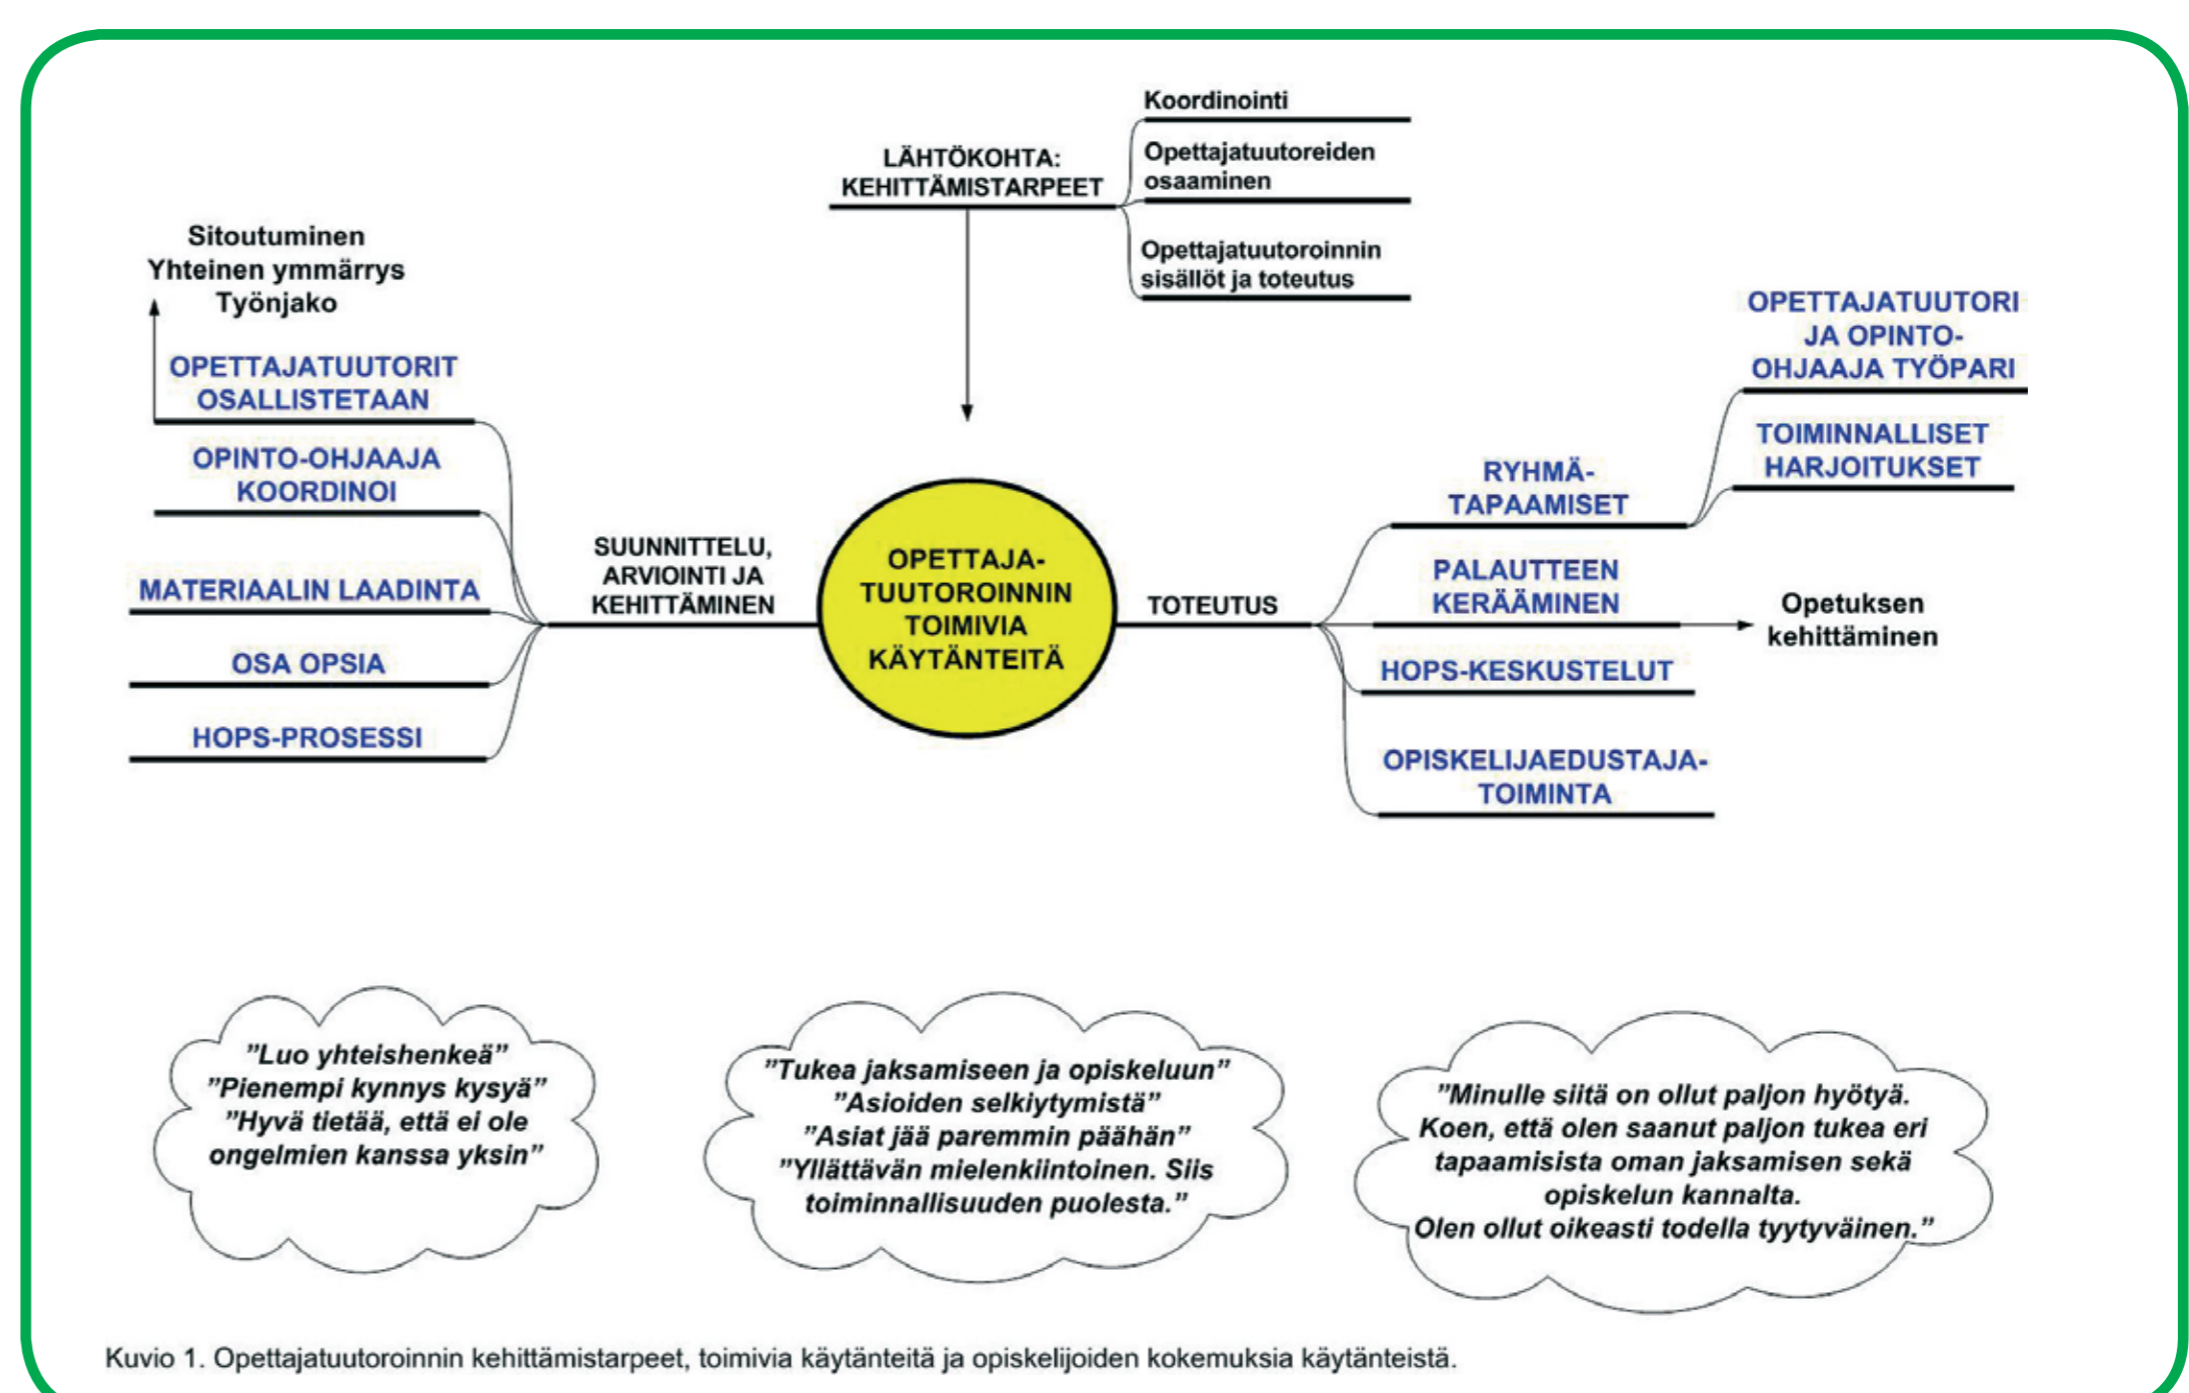 Koordinointi
LÄHTÖKOHTA:
KEHITTÄMISTARPEET
Opettajatuutoreiden
osaaminen
Opettajatuutoroinnin
sisällöt ja toteutus
Sitoutuminen
Yhteinen ymmärrys
Työnjako
OPETTAJATUUTORIT
OSALLISTETAAN
OPINTO-OHJAAJA
KOORDINOI
MATERIAALIN LAADINTA
OSA OPSIA
HOPS-PROSESSI
SUUNNITTELU,
ARVIOINTI JA
KEHITTÄMINEN
OPETTAJA-
TUUTOROINNIN
TOIMIVIA
KÄYTÄNTEITÄ
TOTEUTUS
RYHMÄ-
TAPAAMISET
OPETTAJATUUTORI
JA OPINTO-
OHJAAJA TYÖPARI
TOIMINNALLISET
HARJOITUKSET
PALAUTTEEN
KERÄÄMINEN
Opetuksen
kehittäminen
HOPS-KESKUSTELUT
OPISKELIJAEDUSTAJA-
TOIMINTA
”Luo yhteishenkeä”
”Pienempi kynnys kysyä”
”Hyvä tietää, että ei ole
ongelmien kanssa yksin”
”Tukea jaksamiseen ja opiskeluun”
”Asioiden selkiytymistä”
”Asiat jää paremmin päähän”
”Yllättävän mielenkiintoinen. Siis
toiminnallisuuden puolesta.”
”Minulle siitä on ollut paljon hyötyä.
Koen, että olen saanut paljon tukea eri
tapaamisista oman jaksamisen sekä
opiskelun kannalta.
Olen ollut oikeasti todella tyytyväinen.”
Kuvio 1. Opettajatuutoroinnin kehittämistarpeet, toimivia käytänteitä ja opiskelijoiden kokemuksia käytänteistä.